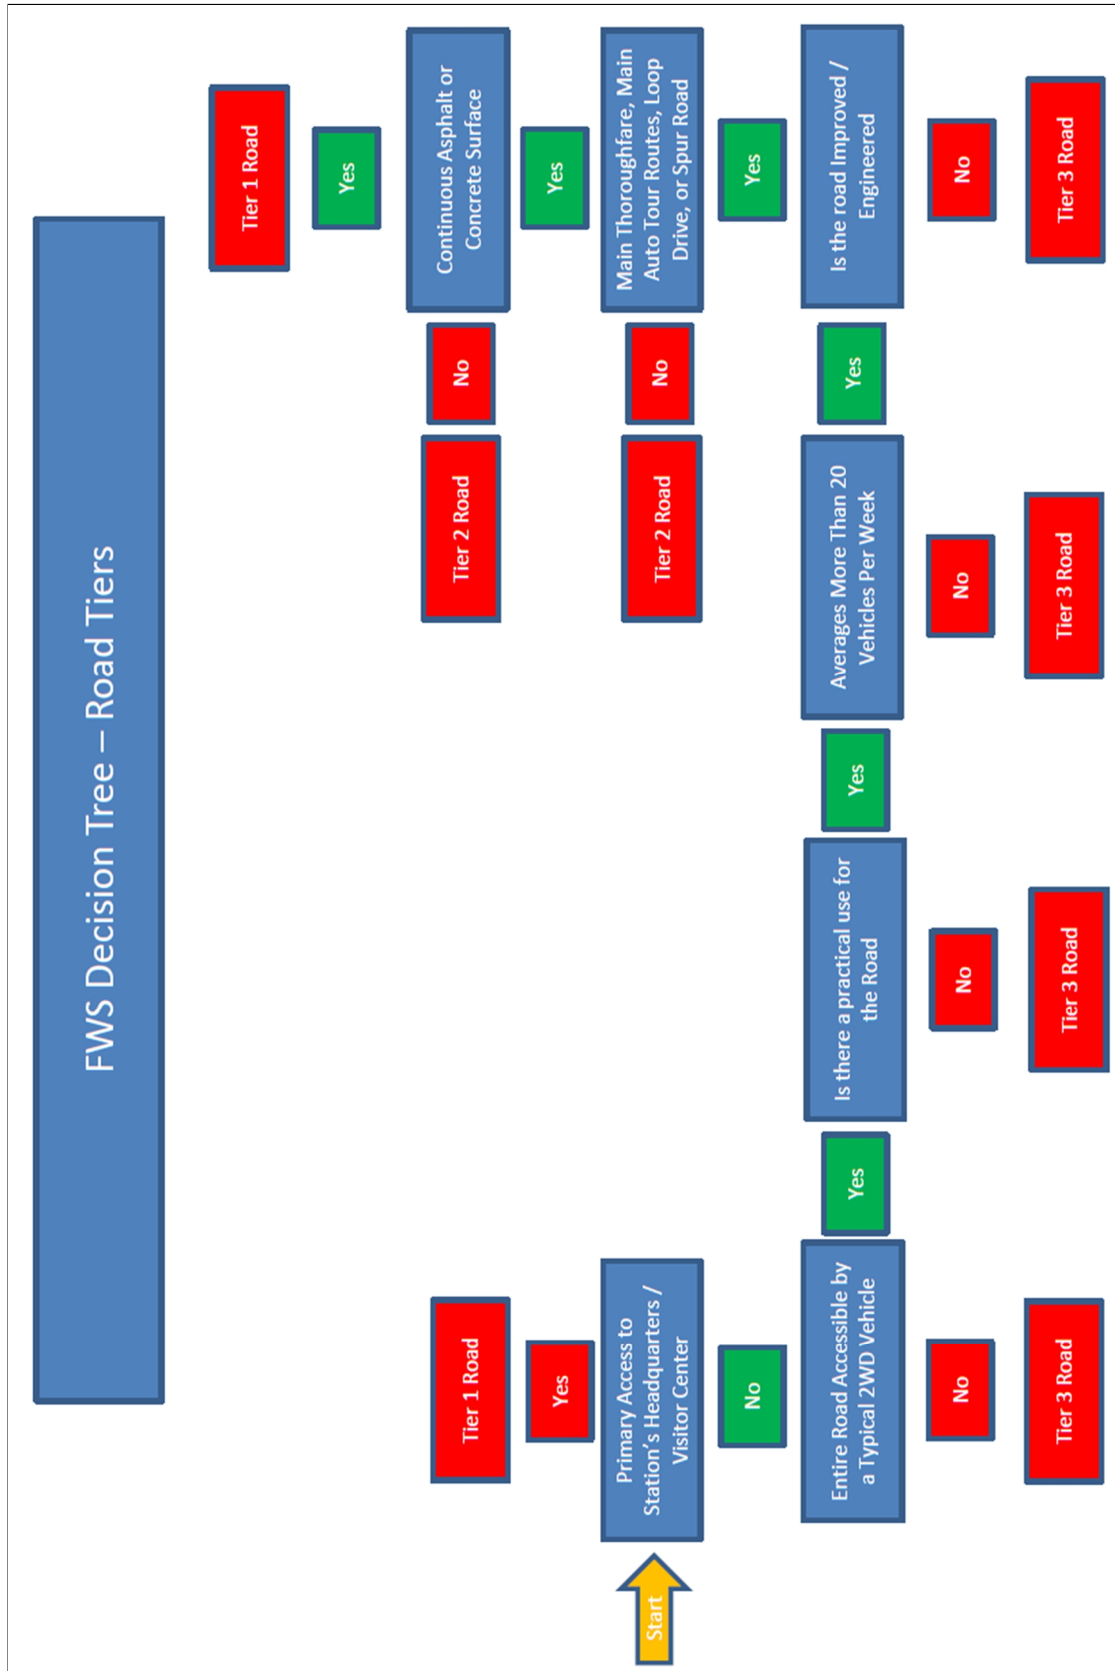 FWS Decision Tree – Road Tiers
Start
Primary Access to
Station's Headquarters /
Visitor Center
Yes
Tier 1 Road
No
Entire Road Accessible by
a Typical 2WD Vehicle
No
Tier 3 Road
Yes
Is there a practical use for
the Road
No
Tier 3 Road
Yes
Averages More Than 20
Vehicles Per Week
No
Tier 3 Road
Yes
Is the road Improved /
Engineered
No
Tier 3 Road
Yes
Main Thoroughfare, Main
Auto Tour Routes, Loop
Drive, or Spur Road
No
Tier 2 Road
Yes
Continuous Asphalt or
Concrete Surface
No
Tier 2 Road
Yes
Tier 1 Road